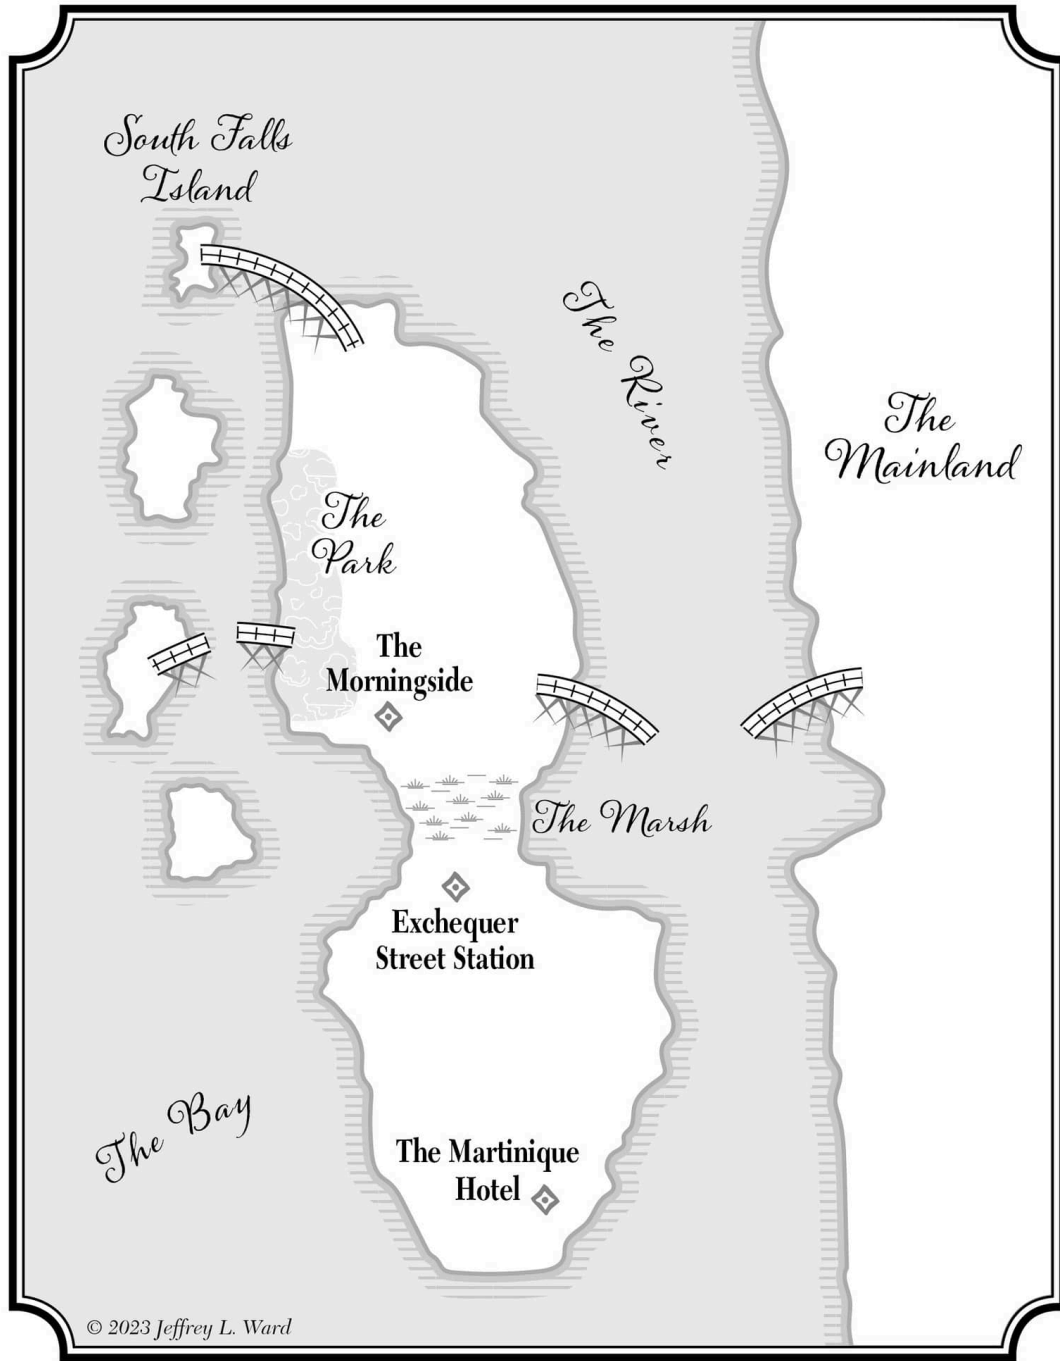 South Falls
Island
The River
The
Mainland
The
Park
The
Morningside
The Marsh
Exchequer
Street Station
The Bay
The Martinique
Hotel
© 2023 Jeffrey L. Ward